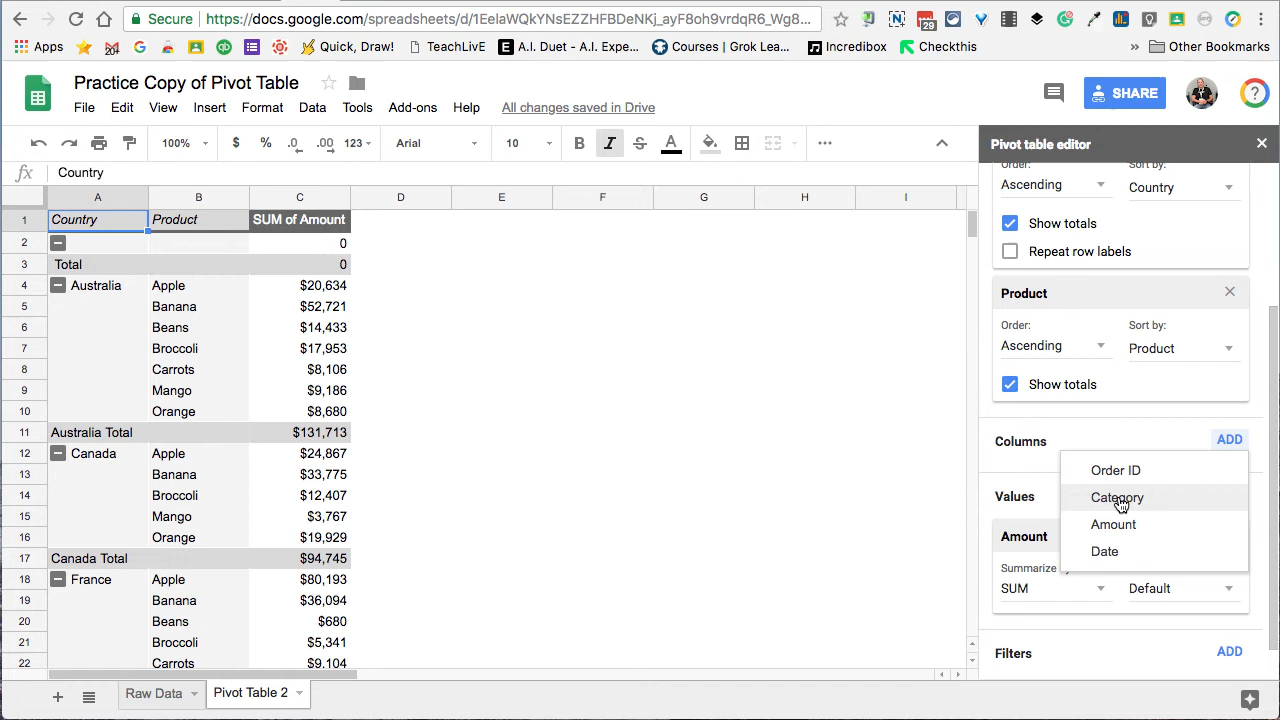 Secure https://docs.google.com/spreadsheets/d/1telaWQkYNsEZZHFBDeNKj_ayF8oh9vrdqR6_Wg8...
29
Apps Quick, Draw! TeachLivE A.I. Duet - A.I. Expe... Courses | Grok Lea... Incredibox Checkthis » Other Bookmarks
Practice Copy of Pivot Table
File Edit View Insert Format Data Tools Add-ons Help All changes saved in Drive
SHARE
100% $ % .0 .00 123 Arial 10 B I S A
fx Country
A B C D E F G H I
1 Country Product SUM of Amount
2 0
3 Total 0
4 Australia Apple $20,634
5 Banana $52,721
6 Beans $14,433
7 Broccoli $17,953
8 Carrots $8,106
9 Mango $9,186
10 Orange $8,680
11 Australia Total $131,713
12 Canada Apple $24,867
13 Banana $33,775
14 Broccoli $12,407
15 Mango $3,767
16 Orange $19,929
17 Canada Total $94,745
18 France Apple $80,193
19 Banana $36,094
20 Beans $680
21 Broccoli $5,341
22 Carrots $9,104
Raw Data Pivot Table 2
Pivot table editor
Order: Sort by:
Ascending Country
Show totals
Repeat row labels
Product
Order: Sort by:
Ascending Product
Show totals
Columns ADD
Order ID
Category
Amount
Date
Values
Amount
Summarize
SUM Default
Filters ADD